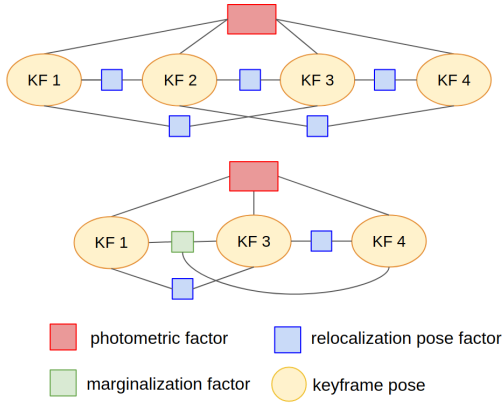 KF 1
KF 2
KF 3
KF 4
KF 1
KF 3
KF 4
photometric factor
relocalization pose factor
marginalization factor
keyframe pose